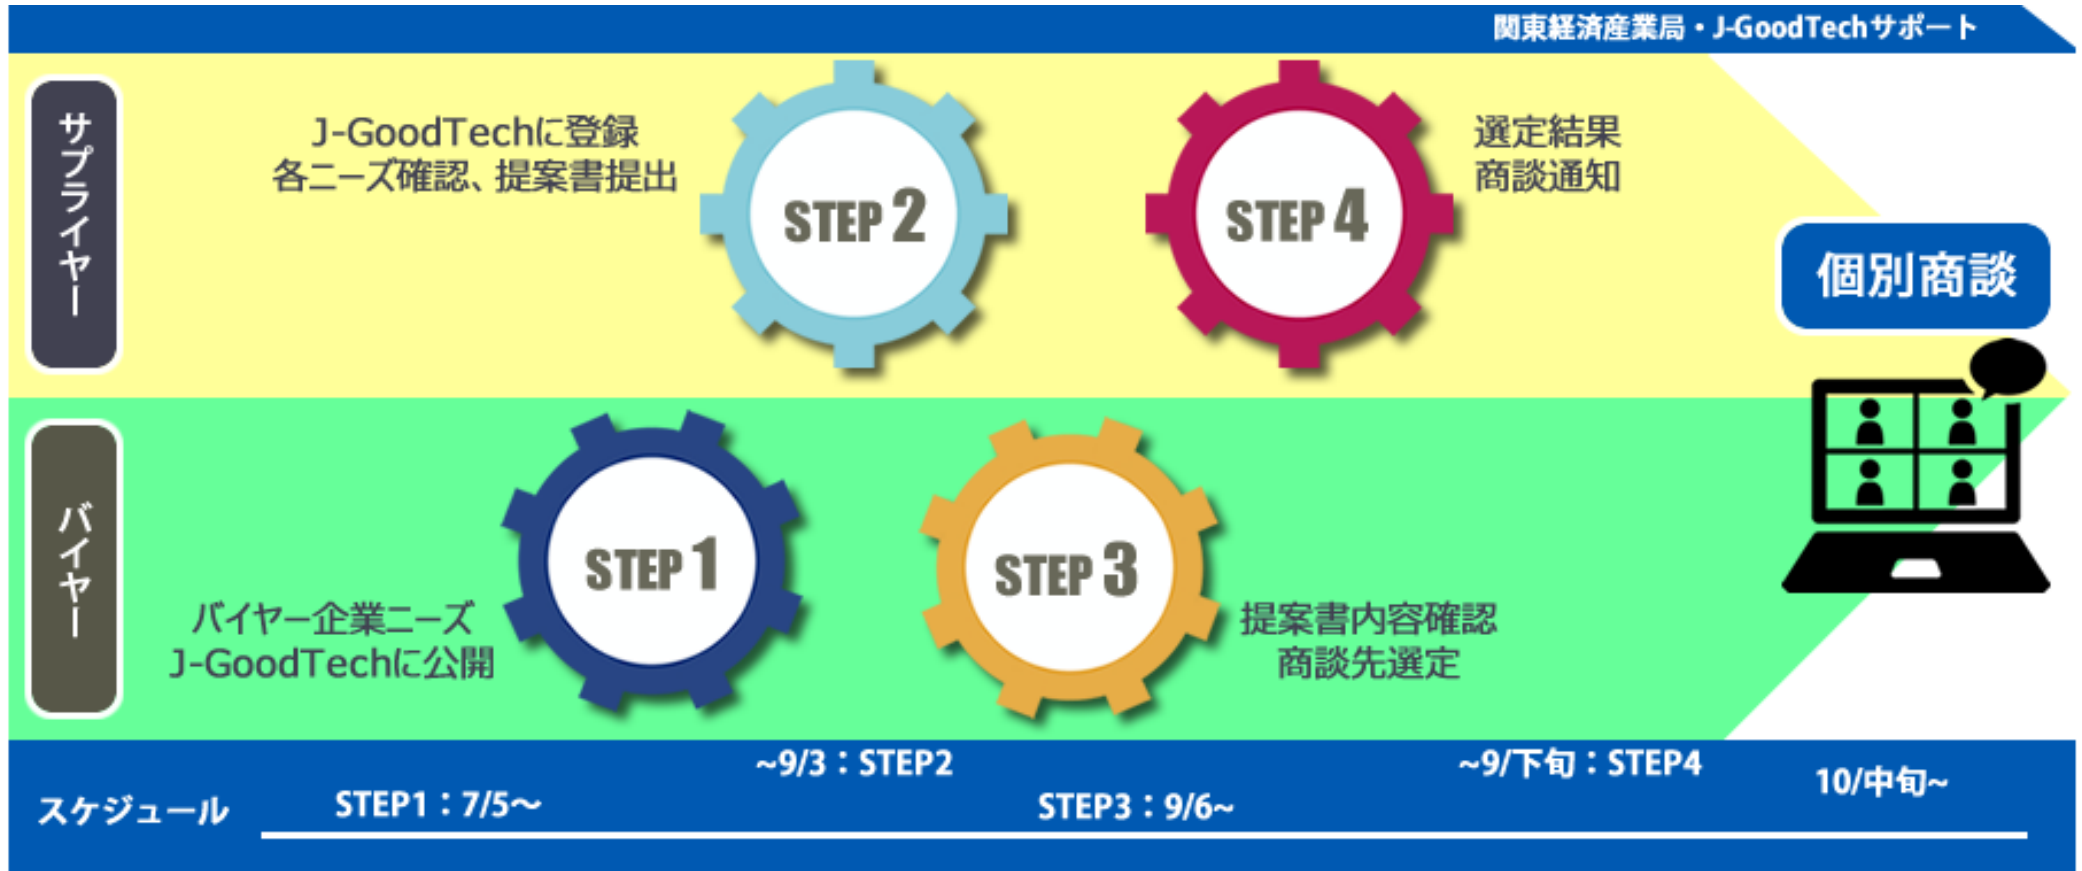 関東経済産業局・J-GoodTechサポート
サプライヤー
J-GoodTechに登録
各ニーズ確認、提案書提出
STEP 2
STEP 4
選定結果
商談通知
個別商談
バイヤー
バイヤー企業ニーズ
J-GoodTechに公開
STEP 1
STEP 3
提案書内容確認
商談先選定
スケジュール
STEP1：7/5～
~9/3：STEP2
STEP3：9/6~
~9/下旬：STEP4
10/中旬~